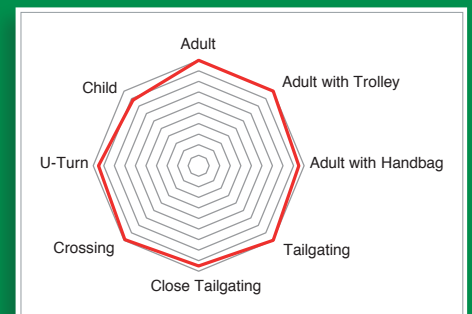 Adult
Child
Adult with Trolley
U-Turn
Adult with Handbag
Crossing
Tailgating
Close Tailgating